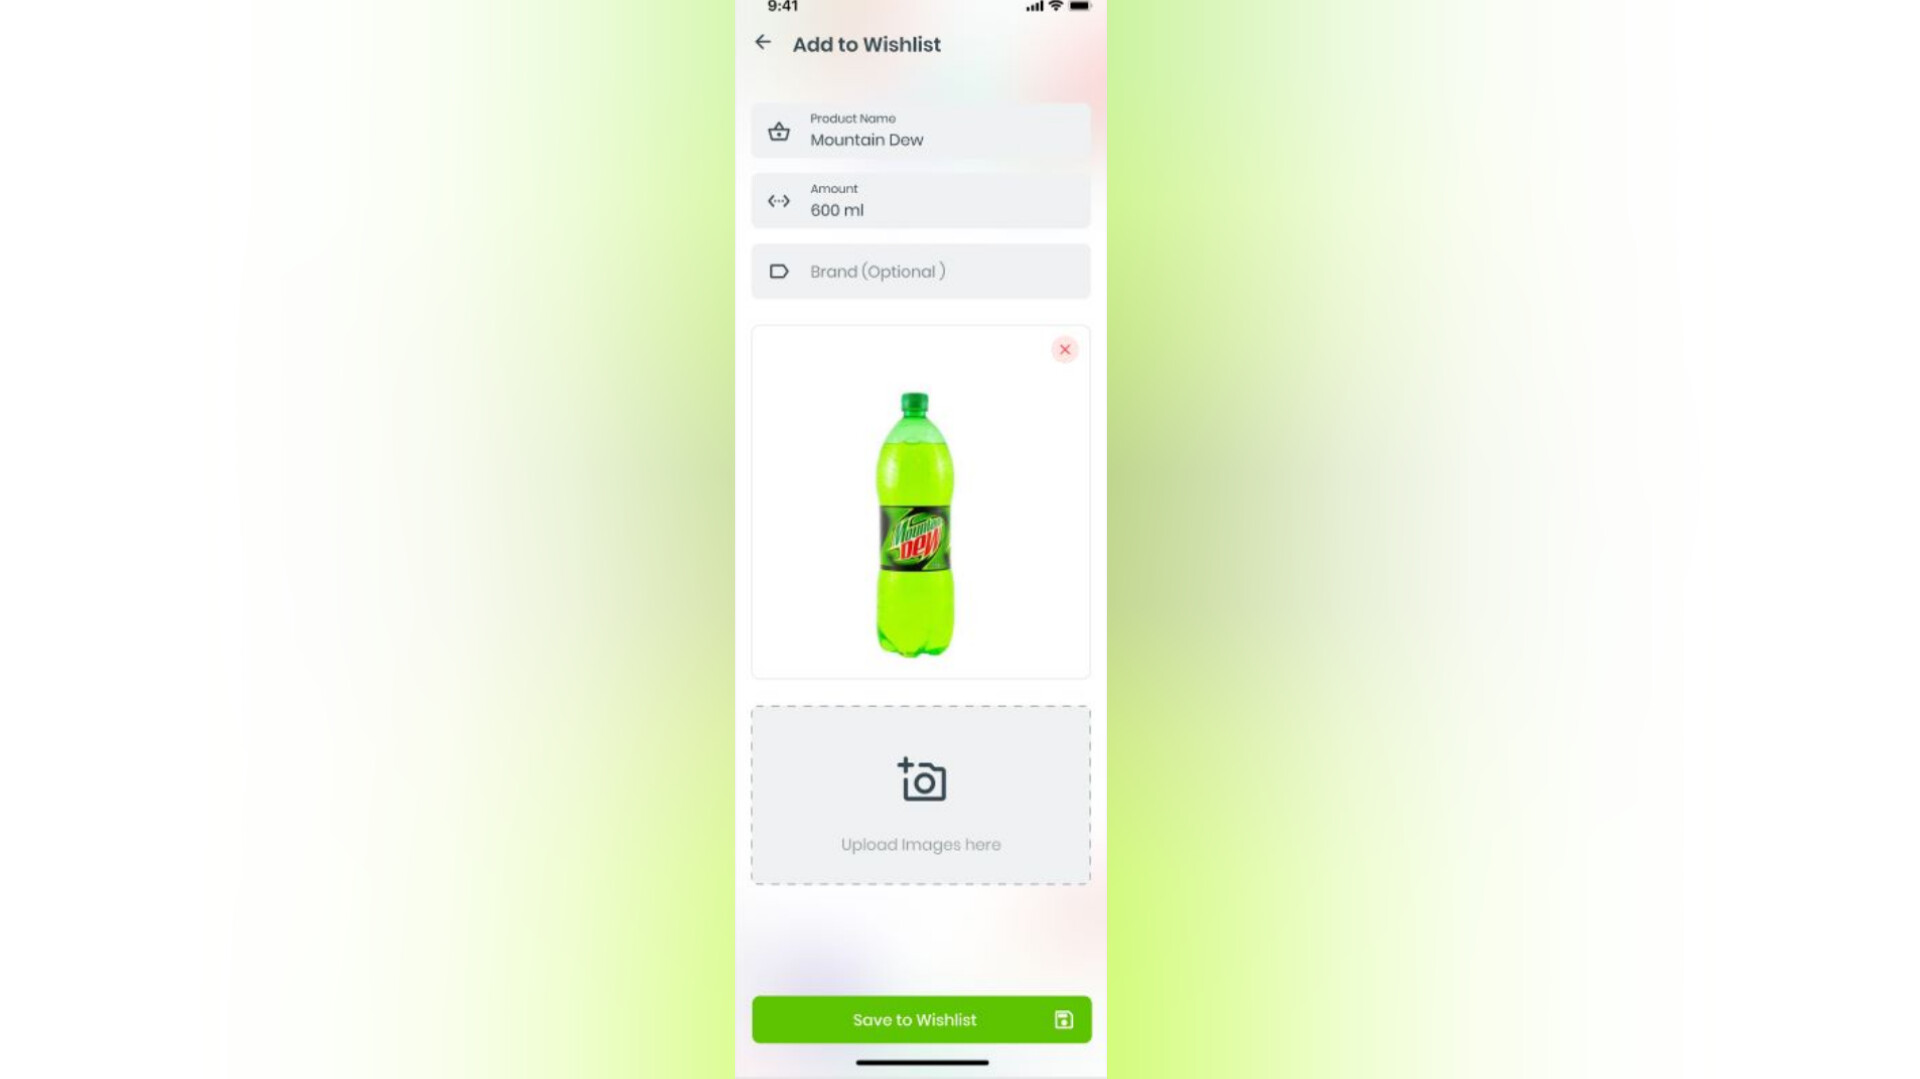 9:41
Add to Wishlist
Product Name
Mountain Dew
Amount
600 ml
Brand (Optional )
Mountain
DEW
Upload Images here
Save to Wishlist